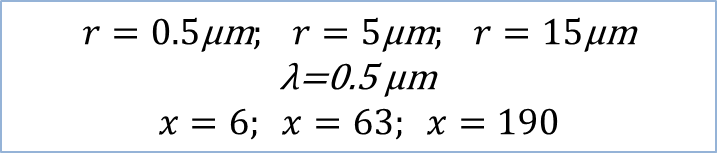 r = 0.5μm; r = 5μm; r = 15μm
λ=0.5 μm
x = 6; x = 63; x = 190